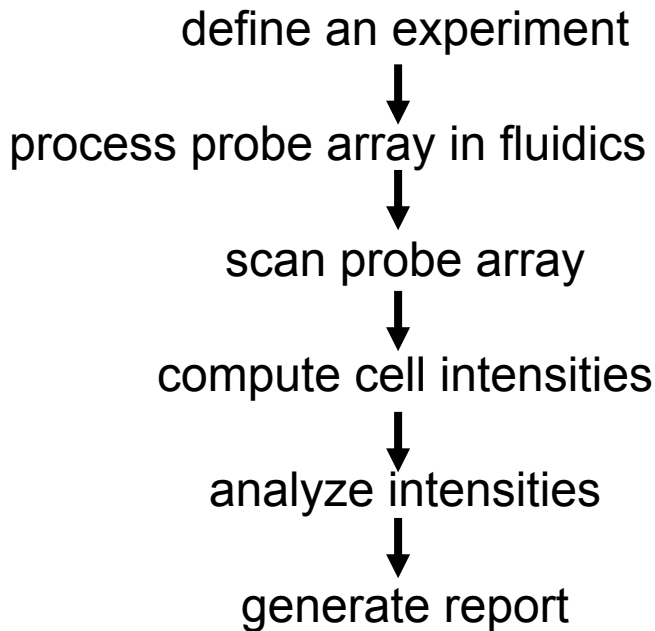 define an experiment
process probe array in fluidics
scan probe array
compute cell intensities
analyze intensities
generate report